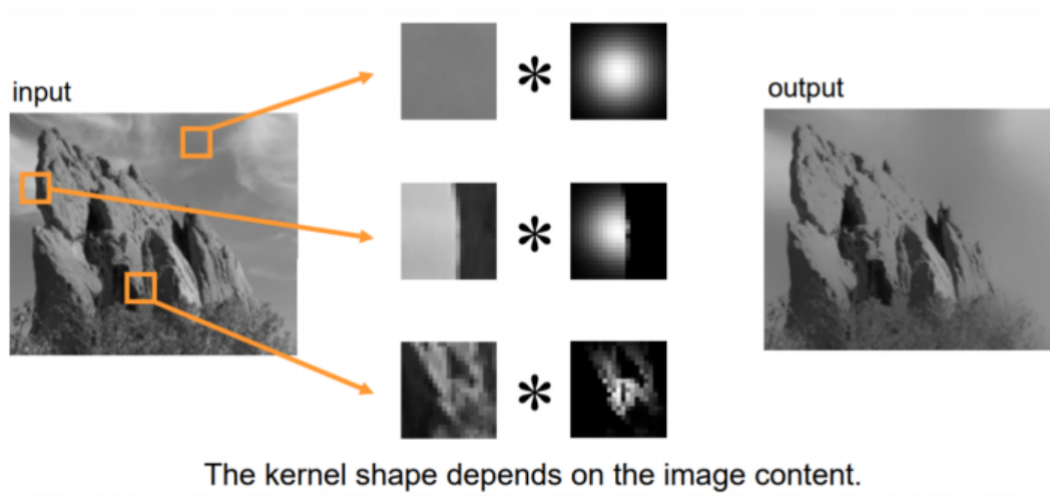 input
output
*
*
*
The kernel shape depends on the image content.